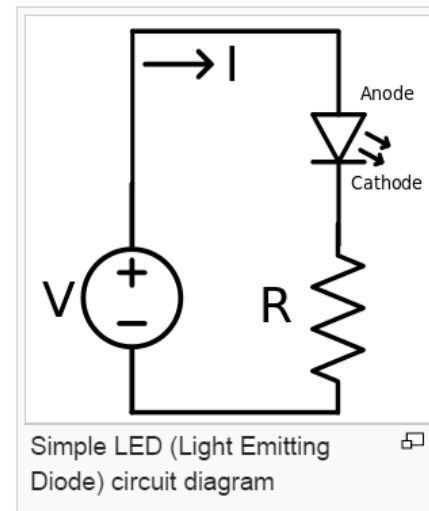 I
Anode
Cathode
+
V
−
R
Simple LED (Light Emitting
Diode) circuit diagram